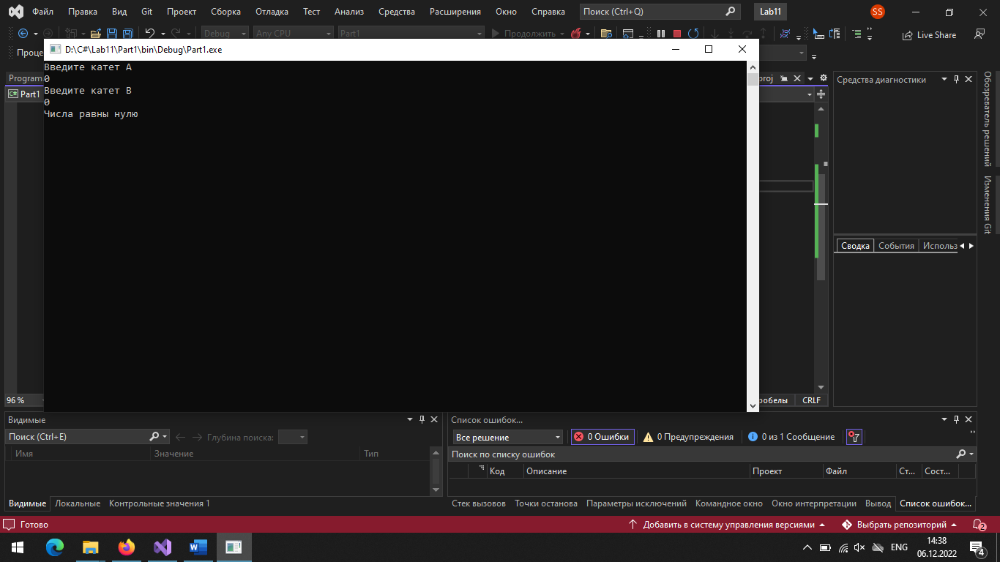 Файл Правка Вид Git Проект Сборка Отладка Тест Анализ Средства Расширения Окно Справка Поиск (Ctrl+Q) Lab11 SS
Debug Any CPU Part1 Продолжить Live Share
Проце
D:\C#\Lab11\Part1\bin\Debug\Part1.exe
Введите катет A
0
Введите катет B
0
Числа равны нулю
Program. proj
C# Part1
Средства диагностики
Обозреватель решений
Изменения Git
Сводка События Использ
96 % робелы CRLF
Видимые
Поиск (Ctrl+E) Глубина поиска:
Имя Значение Тип
Видимые Локальные Контрольные значения 1
Список ошибок...
Все решение 0 Ошибки 0 Предупреждения 0 из 1 Сообщение
Поиск по списку ошибок
Код Описание Проект Файл Ст... Сост...
Стек вызовов Точки останова Параметры исключений Командное окно Окно интерпретации Вывод Список ошибок...
Готово Добавить в систему управления версиями Выбрать репозиторий 2
ENG 14:38
06.12.2022 4